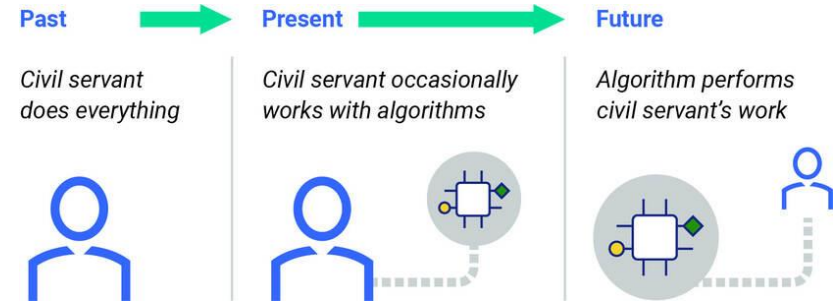 Past
Present
Future
Civil servant
does everything
Civil servant occasionally
works with algorithms
Algorithm performs
civil servant's work